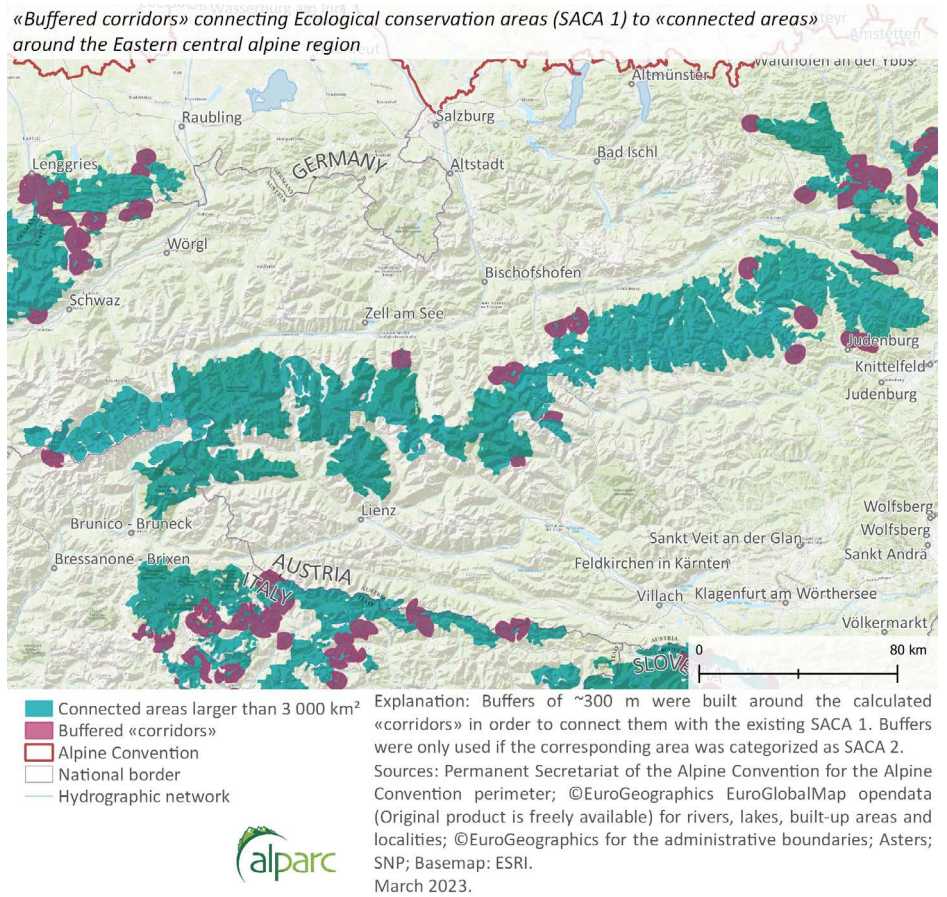 «Buffered corridors» connecting Ecological conservation areas (SACA 1) to «connected areas»
around the Eastern central alpine region
Steyr
Amstetten
Waidhofen an der Ybbs
Altmünster
Raubling
Salzburg
Lenggries
GERMANY
GERMANY
AUSTRIA
Altstadt
Bad Ischl
Wörgl
Bischofshofen
Schwaz
Zell am See
Judenburg
Knittelfeld
Judenburg
Lienz
Brunico - Bruneck
Wolfsberg
Wolfsberg
Sankt Veit an der Glan
Sankt Andrä
Bressanone - Brixen
AUSTRIA
ITALY
Feldkirchen in Kärnten
Villach
Klagenfurt am Wörthersee
Völkermarkt
AUSTRIA
SLOVE
0 80 km
Connected areas larger than 3 000 km²
Buffered «corridors»
Alpine Convention
National border
Hydrographic network
alparc
Explanation: Buffers of ~300 m were built around the calculated
«corridors» in order to connect them with the existing SACA 1. Buffers
were only used if the corresponding area was categorized as SACA 2.
Sources: Permanent Secretariat of the Alpine Convention for the Alpine
Convention perimeter; ©EuroGeographics EuroGlobalMap opendata
(Original product is freely available) for rivers, lakes, built-up areas and
localities; ©EuroGeographics for the administrative boundaries; Asters;
SNP; Basemap: ESRI.
March 2023.